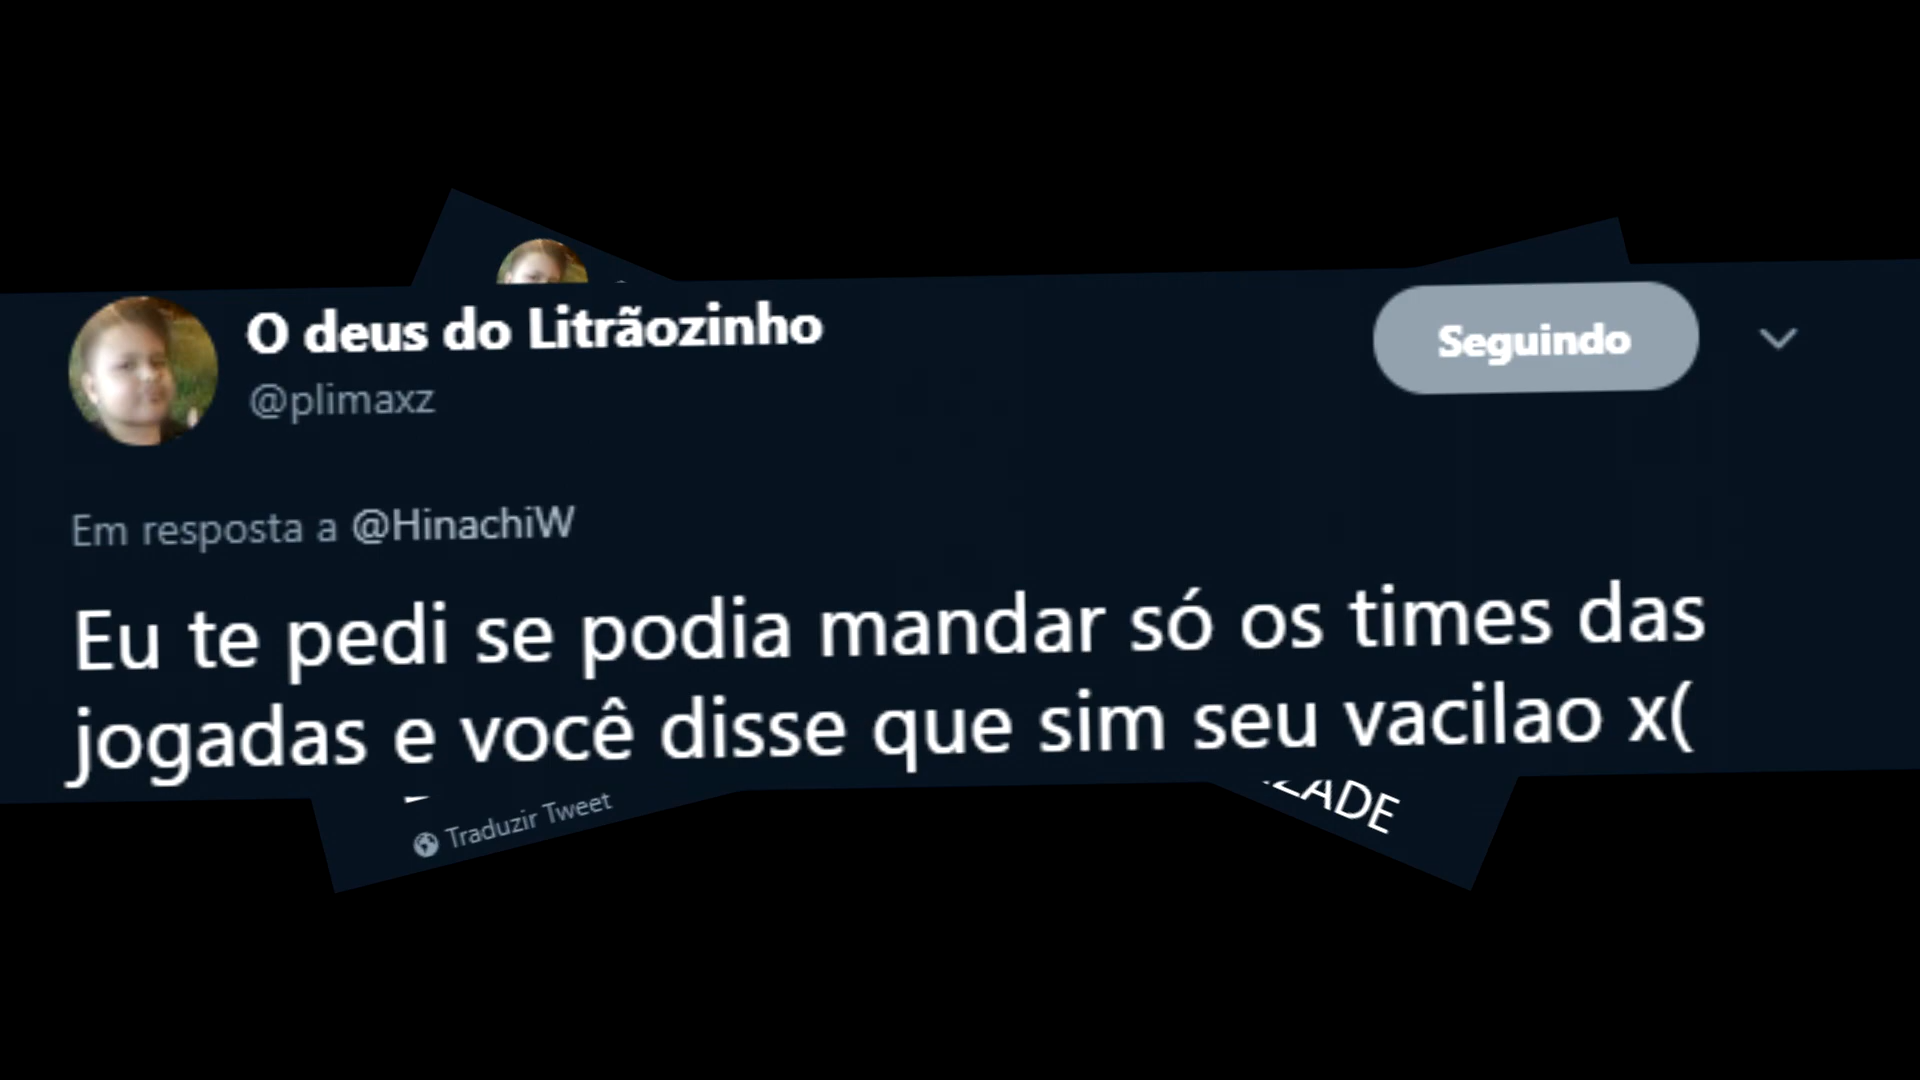 O deus do Litrãozinho
@plimaxz
Seguindo
Em resposta a @HinachiW
Eu te pedi se podia mandar só os times das
jogadas e você disse que sim seu vacilao x(
Traduzir Tweet